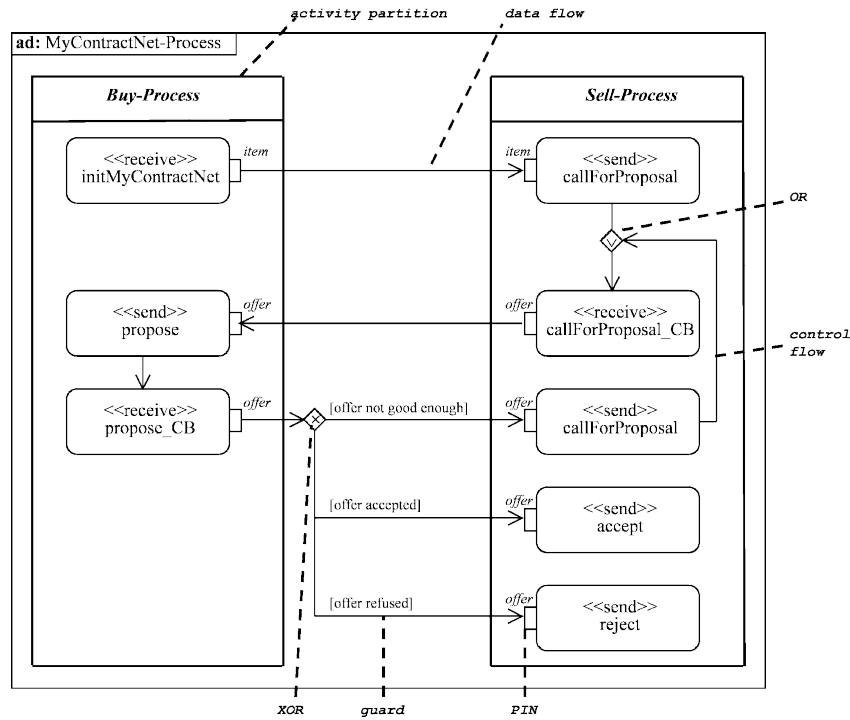 activity partition
data flow
ad: MyContractNet-Process
Buy-Process
Sell-Process
<<receive>>
initMyContractNet
item
item
<<send>>
callForProposal
OR
<<send>>
propose
offer
offer
<<receive>>
callForProposal_CB
control
flow
<<receive>>
propose_CB
offer
[offer not good enough]
offer
<<send>>
callForProposal
[offer accepted]
offer
<<send>>
accept
[offer refused]
offer
<<send>>
reject
XOR
guard
PIN